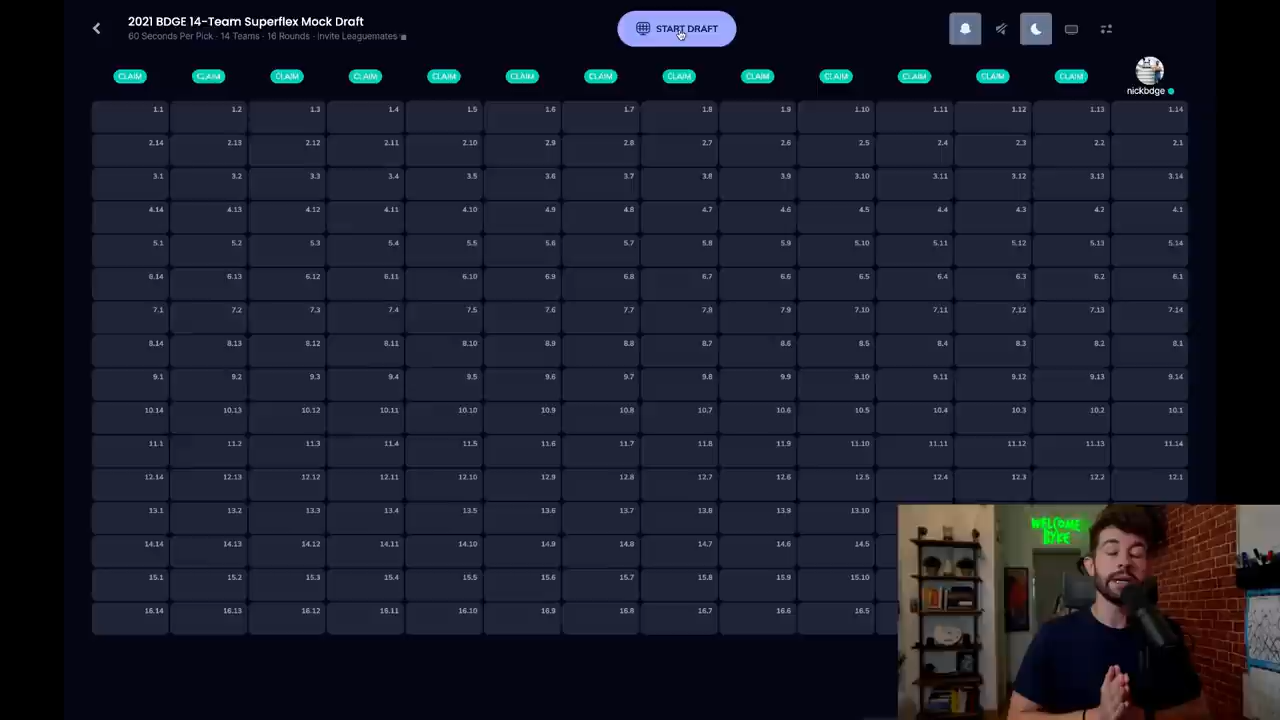 2021 BDGE 14-Team Superflex Mock Draft
START DRAFT
60 Seconds Per Pick · 14 Teams · 16 Rounds · Invite Leaguemates
CLAIM CLAIM CLAIM CLAIM CLAIM CLAIM CLAIM CLAIM CLAIM CLAIM CLAIM CLAIM CLAIM
nickbdge
1.1 1.2 1.3 1.4 1.5 1.6 1.7 1.8 1.9 1.10 1.11 1.12 1.13 1.14
2.14 2.13 2.12 2.11 2.10 2.9 2.8 2.7 2.6 2.5 2.4 2.3 2.2 2.1
3.1 3.2 3.3 3.4 3.5 3.6 3.7 3.8 3.9 3.10 3.11 3.12 3.13 3.14
4.14 4.13 4.12 4.11 4.10 4.9 4.8 4.7 4.6 4.5 4.4 4.3 4.2 4.1
5.1 5.2 5.3 5.4 5.5 5.6 5.7 5.8 5.9 5.10 5.11 5.12 5.13 5.14
6.14 6.13 6.12 6.11 6.10 6.9 6.8 6.7 6.6 6.5 6.4 6.3 6.2 6.1
7.1 7.2 7.3 7.4 7.5 7.6 7.7 7.8 7.9 7.10 7.11 7.12 7.13 7.14
8.14 8.13 8.12 8.11 8.10 8.9 8.8 8.7 8.6 8.5 8.4 8.3 8.2 8.1
9.1 9.2 9.3 9.4 9.5 9.6 9.7 9.8 9.9 9.10 9.11 9.12 9.13 9.14
10.14 10.13 10.12 10.11 10.10 10.9 10.8 10.7 10.6 10.5 10.4 10.3 10.2 10.1
11.1 11.2 11.3 11.4 11.5 11.6 11.7 11.8 11.9 11.10 11.11 11.12 11.13 11.14
12.14 12.13 12.12 12.11 12.10 12.9 12.8 12.7 12.6 12.5 12.4 12.3 12.2 12.1
13.1 13.2 13.3 13.4 13.5 13.6 13.7 13.8 13.9 13.10
14.14 14.13 14.12 14.11 14.10 14.9 14.8 14.7 14.6 14.5
15.1 15.2 15.3 15.4 15.5 15.6 15.7 15.8 15.9 15.10
16.14 16.13 16.12 16.11 16.10 16.9 16.8 16.7 16.6 16.5
WELCOME
BYKE